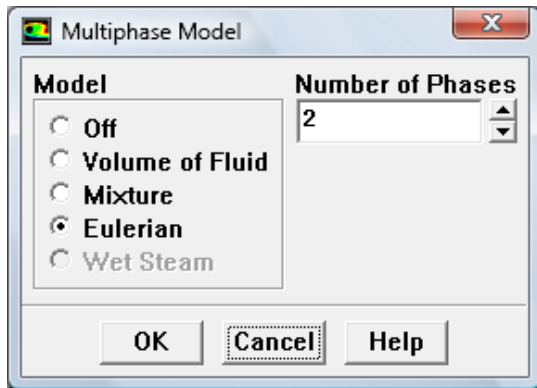 Multiphase Model
Model
Off
Volume of Fluid
Mixture
Eulerian
Wet Steam
Number of Phases
2
OK Cancel Help